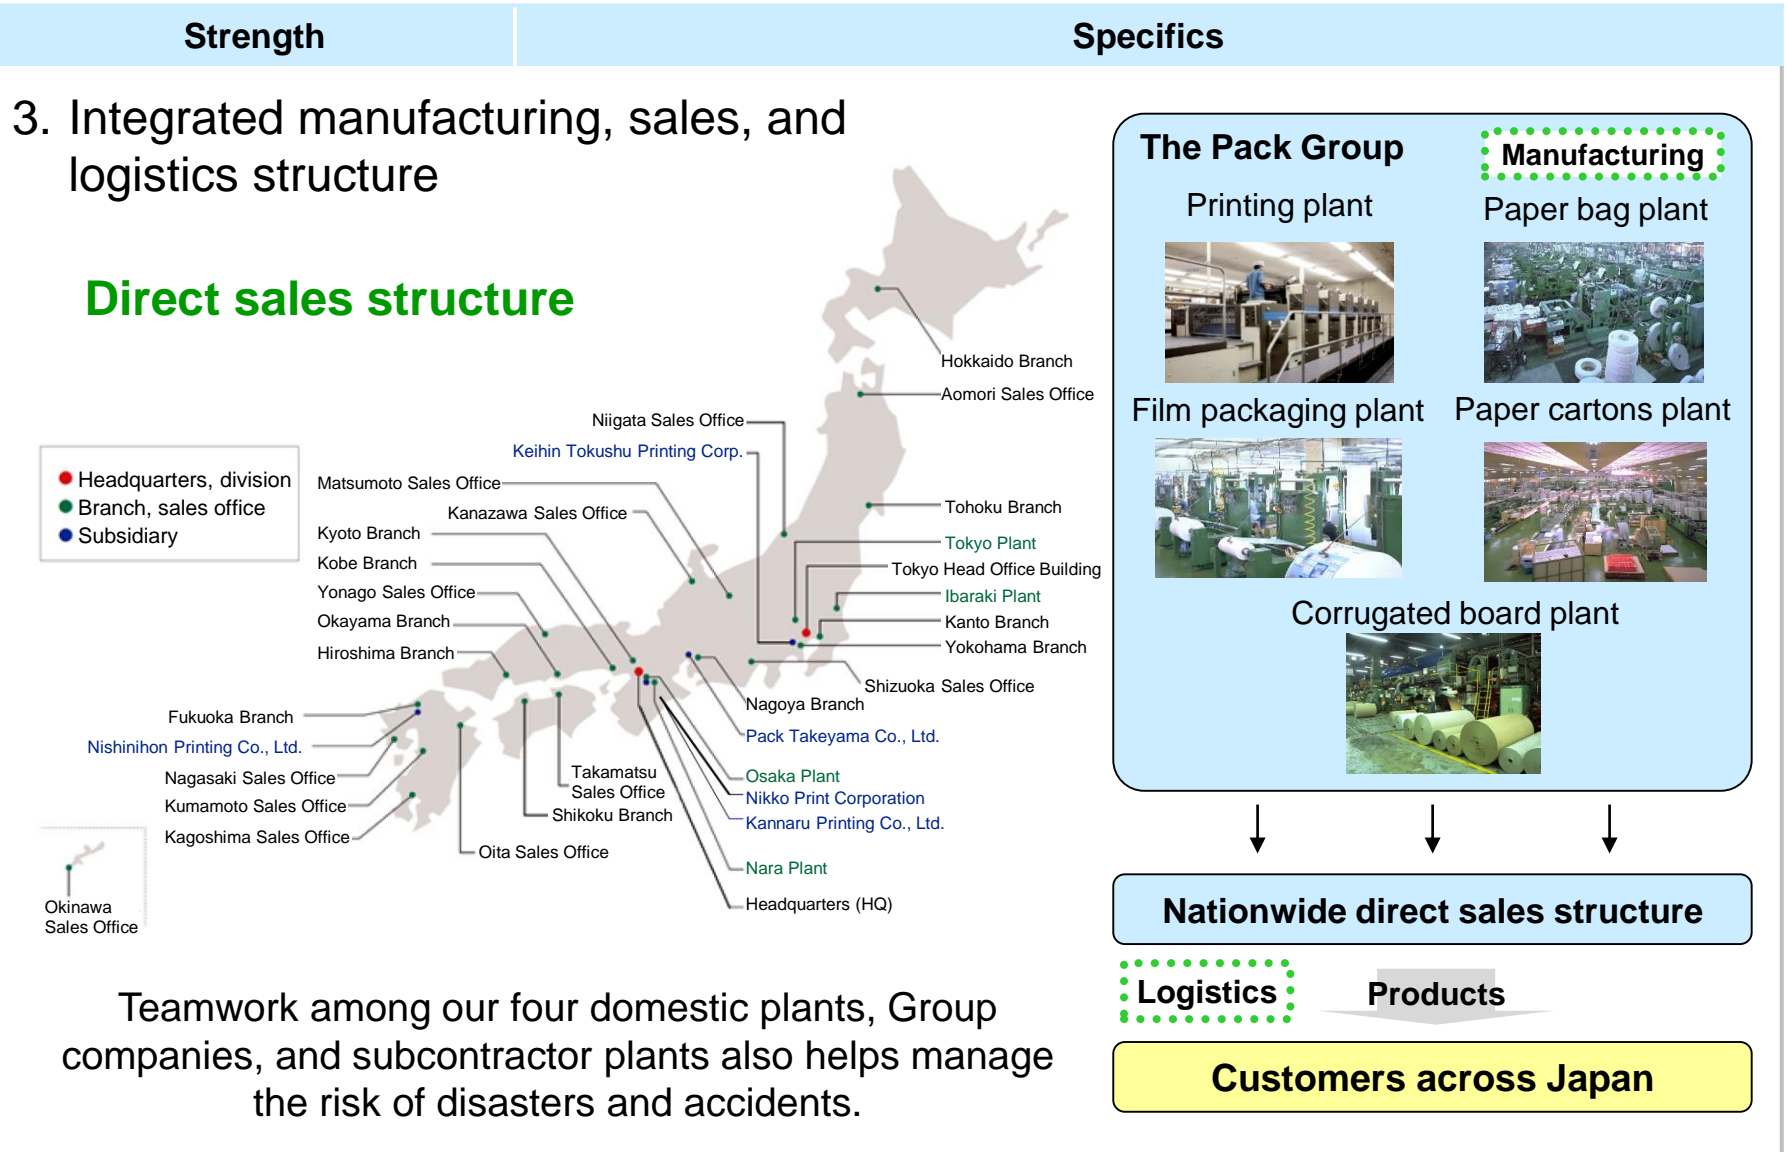 Strength
Specifics
3. Integrated manufacturing, sales, and
logistics structure
Direct sales structure
Headquarters, division
Branch, sales office
Subsidiary
Hokkaido Branch
Aomori Sales Office
Niigata Sales Office
Keihin Tokushu Printing Corp.
Matsumoto Sales Office
Kanazawa Sales Office
Kyoto Branch
Kobe Branch
Yonago Sales Office
Okayama Branch
Hiroshima Branch
Tohoku Branch
Tokyo Plant
Tokyo Head Office Building
Ibaraki Plant
Kanto Branch
Yokohama Branch
Shizuoka Sales Office
Nagoya Branch
Pack Takeyama Co., Ltd.
Fukuoka Branch
Nishinihon Printing Co., Ltd.
Nagasaki Sales Office
Kumamoto Sales Office
Kagoshima Sales Office
Takamatsu
Sales Office
Shikoku Branch
Oita Sales Office
Osaka Plant
Nikko Print Corporation
Kannaru Printing Co., Ltd.
Nara Plant
Headquarters (HQ)
Okinawa
Sales Office
Teamwork among our four domestic plants, Group
companies, and subcontractor plants also helps manage
the risk of disasters and accidents.
The Pack Group
Manufacturing
Printing plant
Paper bag plant
Film packaging plant
Paper cartons plant
Corrugated board plant
Nationwide direct sales structure
Logistics
Products
Customers across Japan